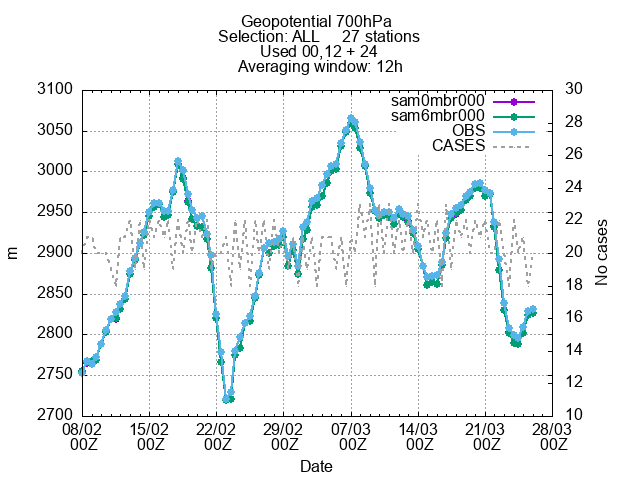 Geopotential 700hPa
Selection: ALL 27 stations
Used 00,12 + 24
Averaging window: 12h
3100 30
sam0mbr000
sam6mbr000
OBS
CASES
3050 28
26
3000
24
2950
22
2900 20
2850 18
16
2800
14
2750
12
2700 10
m
No cases
08/02 15/02 22/02 29/02 07/03 14/03 21/03 28/03
00Z 00Z 00Z 00Z 00Z 00Z 00Z 00Z
Date